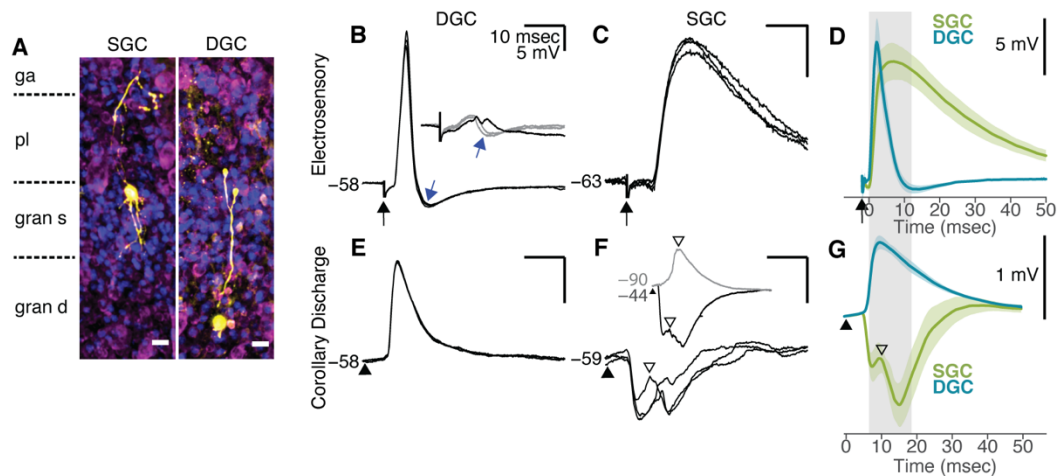 A
SGC
DGC
ga
pl
gran s
gran d
Electrosensory
Corollary Discharge
B
DGC
10 msec
5 mV
−58
C
SGC
−63
D
SGC
DGC
5 mV
0 10 20 30 40 50
Time (msec)
E
−58
F
−90
−44
−59
G
1 mV
SGC
DGC
0 10 20 30 40 50
Time (msec)